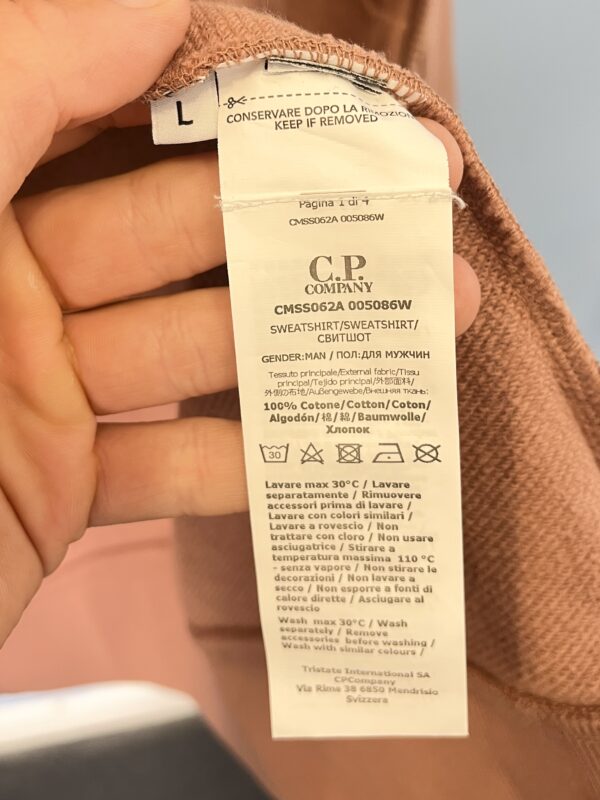 L
CONSERVARE DOPO LA RIMOZION
KEEP IF REMOVED
Pagina 1 di 4
CMSS062A 005086W
C.P.
COMPANY
CMSS062A 005086W
SWEATSHIRT/SWEATSHIRT/
СВИТШОТ
GENDER:MAN / ПОЛ:ДЛЯ МУЖЧИН
Tessuto principale/External fabric/Tissu
principal/Tejido principal/外部面料/
外側の布地/Außengewebe/Внешняя ткань:
100% Cotone/Cotton/Coton/
Algodón/棉/綿/Baumwolle/
Хлопок
30
Lavare max 30°C / Lavare
separatamente / Rimuovere
accessori prima di lavare /
Lavare con colori similari /
Lavare a rovescio / Non
trattare con cloro / Non usare
asciugatrice / Stirare a
temperatura massima 110 °C
- senza vapore / Non stirare le
decorazioni / Non lavare a
secco / Non esporre a fonti di
calore dirette / Asciugare al
rovescio
Wash max 30°C / Wash
separately / Remove
accessories before washing /
Wash with similar colours /
Tristate International SA
CPCompany
Via Rime 38 6850 Mendrisio
Svizzera